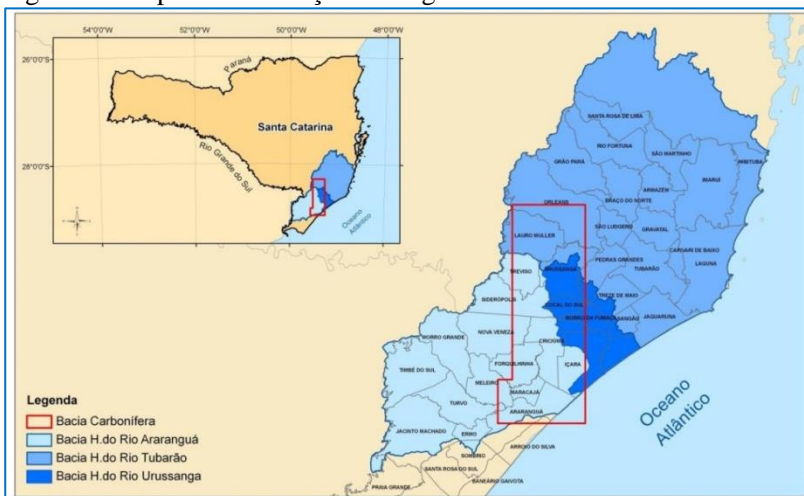 54°0'0"W
52°0'0"W
50°0'0"W
48°0'0"W
26°0'0"S
28°0'0"S
Paraná
Santa Catarina
Rio Grande do Sul
Oceano
Atlântico
SANTA ROSA DE LIMA
RIO FORTUNA
SÃO MARTINHO
IMBITUBA
GRÃO PARÁ
IMARUÍ
ARMAZÉM
BRAÇO DO NORTE
ORLEANS
SÃO LUDGERO
GRAVATAL
LAURO MULLER
CAPIVARI DE BAIXO
PEDRAS GRANDES
LAGUNA
TREVISO
URUSSANGA
TUBARÃO
SIDERÓPOLIS
TREZE DE MAIO
COCAL DO SUL
MORRO DA FUMAÇA
SANGÃO
JAGUARUNA
NOVA VENEZA
MORRO GRANDE
CRICIÚMA
FORQUILHINHA
IÇARA
TIMBÉ DO SUL
MELEIRO
MARACAJÁ
TURVO
ARARANGUÁ
JACINTO MACHADO
ERMO
ARROIO DO SILVA
SOMBRIO
SANTA ROSA DO SUL
PRAIA GRANDE
BALNEÁRIO GAIVOTA
Oceano
Atlântico
Legenda
Bacia Carbonífera
Bacia H.do Rio Araranguá
Bacia H.do Rio Tubarão
Bacia H.do Rio Urussanga